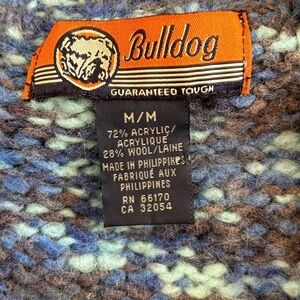 Bulldog
GUARANTEED TOUGH
M/M
72% ACRYLIC/
ACRYLIQUE
28% WOOL/LAINE
MADE IN PHILIPPINES
FABRIQUÉ AUX
PHILIPPINES
RN 66170
CA 32054